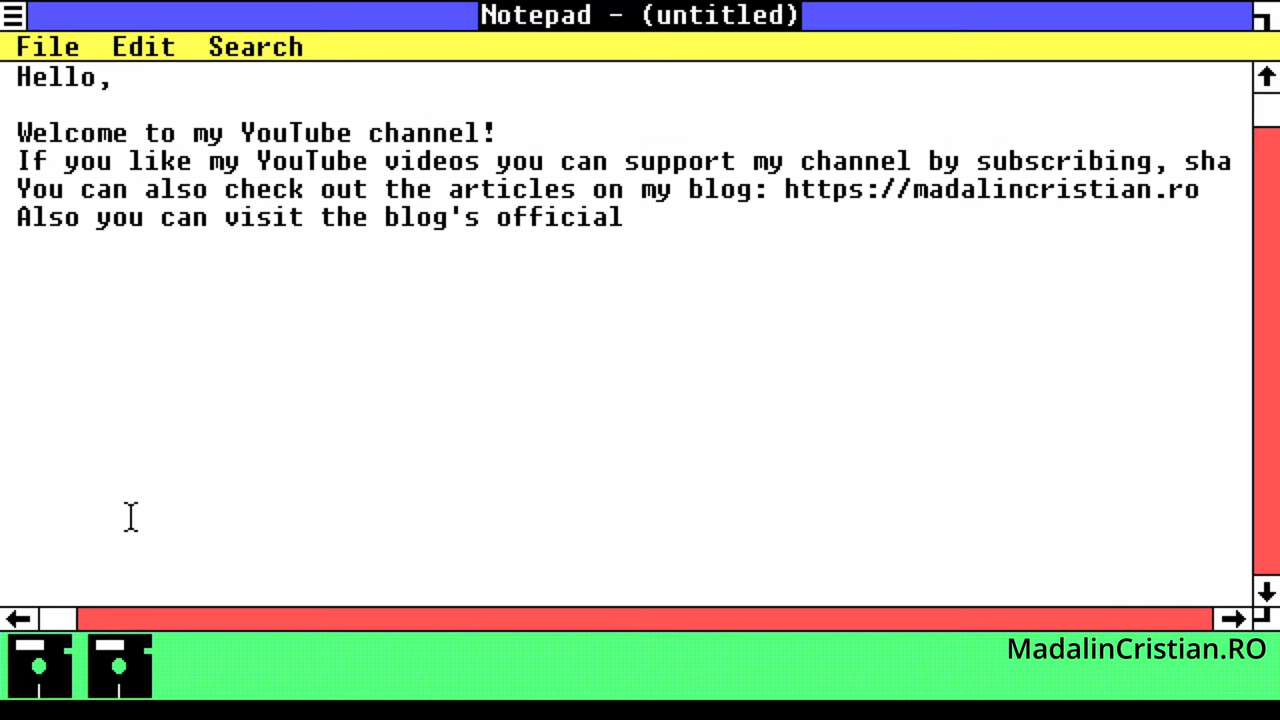 Notepad - (untitled)
File Edit Search
Hello,
Welcome to my YouTube channel!
If you like my YouTube videos you can support my channel by subscribing, sha
You can also check out the articles on my blog: https://madalincristian.ro
Also you can visit the blog's official
MadalinCristian.RO